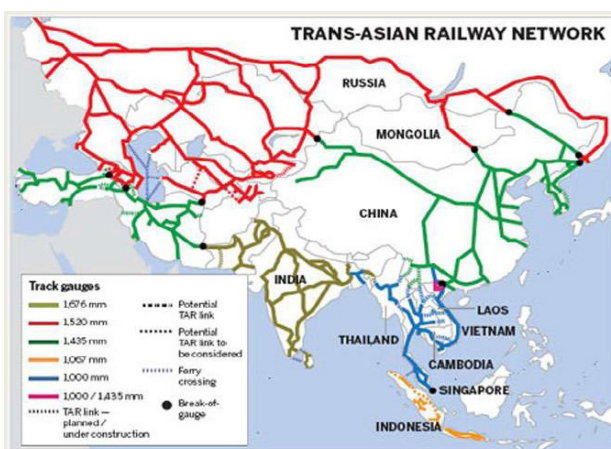 TRANS-ASIAN RAILWAY NETWORK
RUSSIA
MONGOLIA
CHINA
INDIA
LAOS
VIETNAM
THAILAND
CAMBODIA
SINGAPORE
INDONESIA
Track gauges
1,676 mm
1,520 mm
1,435 mm
1,067 mm
1,000 mm
1,000 / 1,435 mm
TAR link —
planned /
under construction
Potential
TAR link
Potential
TAR link to
be considered
Ferry
crossing
Break-of-
gauge